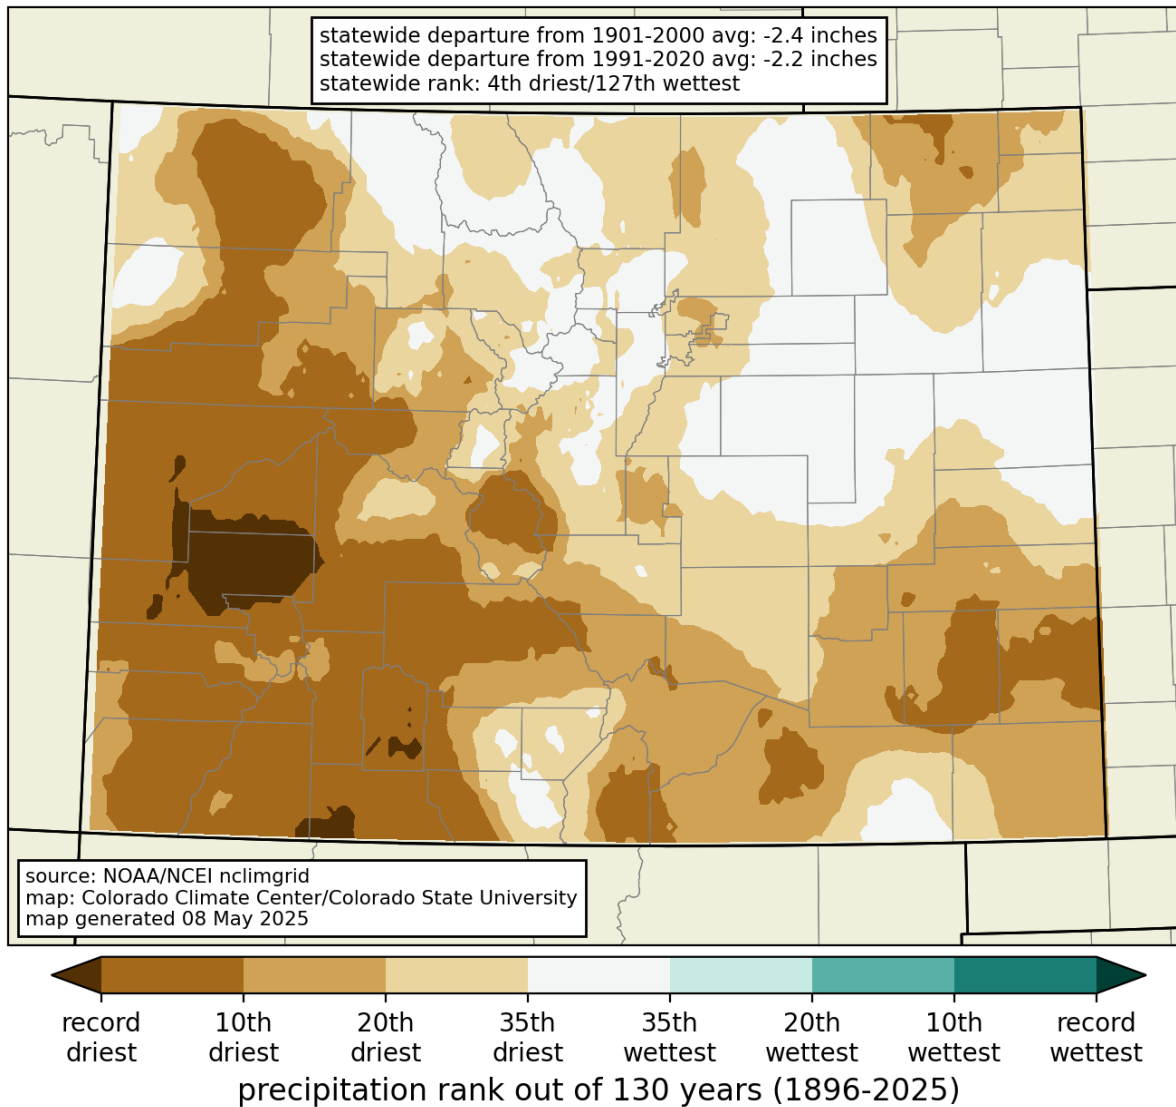 statewide departure from 1901-2000 avg: -2.4 inches
statewide departure from 1991-2020 avg: -2.2 inches
statewide rank: 4th driest/127th wettest
source: NOAA/NCEI nclimgrid
map: Colorado Climate Center/Colorado State University
map generated 08 May 2025
record driest
10th driest
20th driest
35th driest
35th wettest
20th wettest
10th wettest
record wettest
precipitation rank out of 130 years (1896-2025)